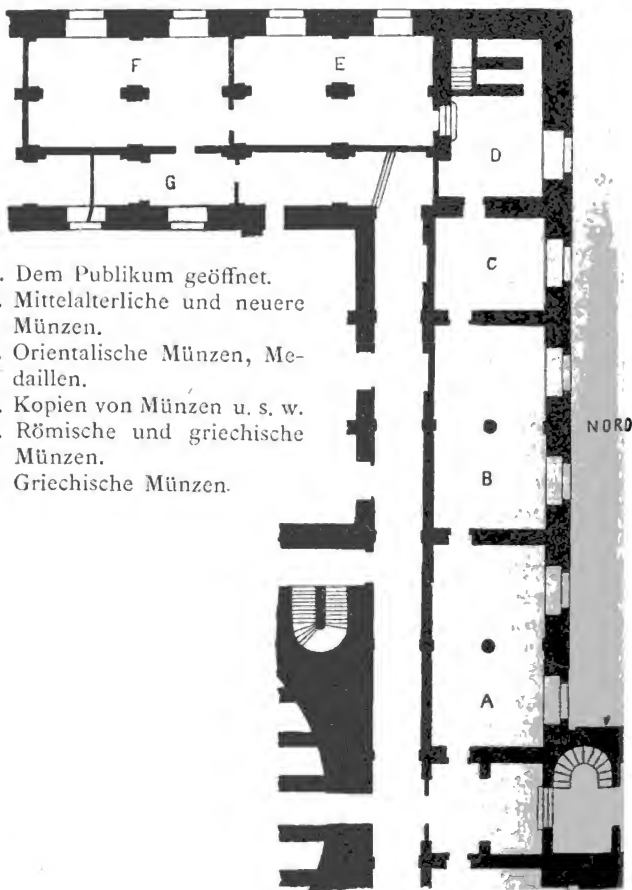 F
E
D
G
C
. Dem Publikum geöffnet.
. Mittelalterliche und neuere
Münzen.
. Orientalische Münzen, Me-
daillen.
. Kopien von Münzen u. s. w.
. Römische und griechische
Münzen.
Griechische Münzen.
NORD
B
A